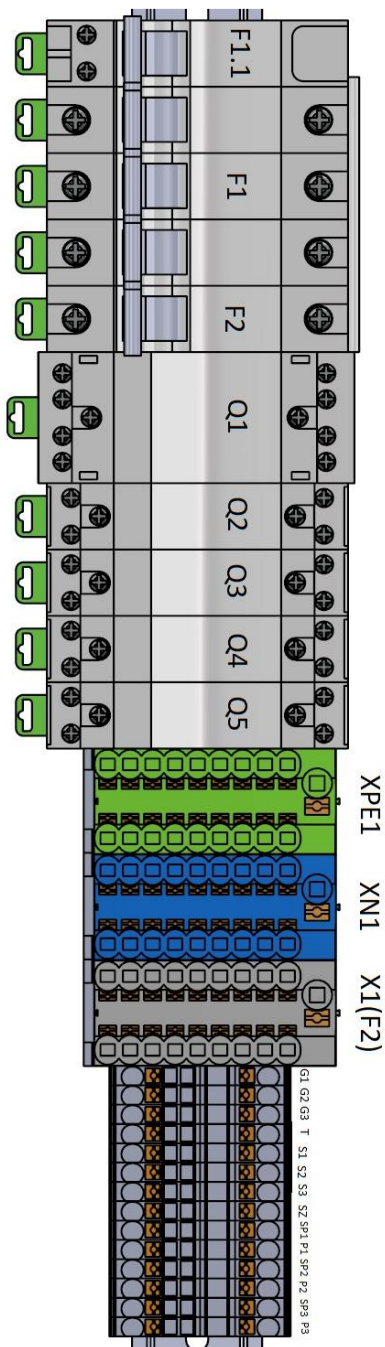 F1.1
F1
F2
Q1
Q2
Q3
Q4
Q5
XPE1
XN1
X1(F2)
G1 G2 G3 T S1 S2 S3 SZ SP1 P1 SP2 P2 SP3 P3